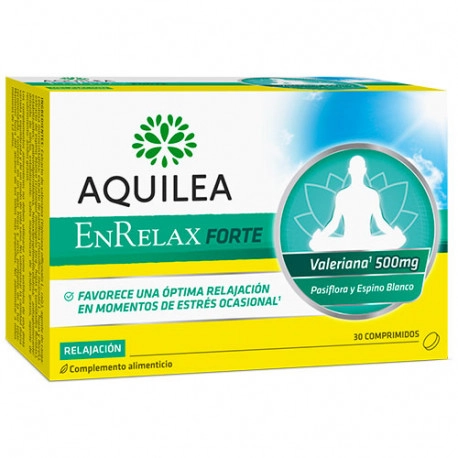 AQUILEA
ENRELAX FORTE
FAVORECE UNA ÓPTIMA RELAJACIÓN
EN MOMENTOS DE ESTRÉS OCASIONAL¹
RELAJACIÓN
Complemento alimenticio
Valeriana¹ 500mg
Pasiflora y Espino Blanco
30 COMPRIMIDOS